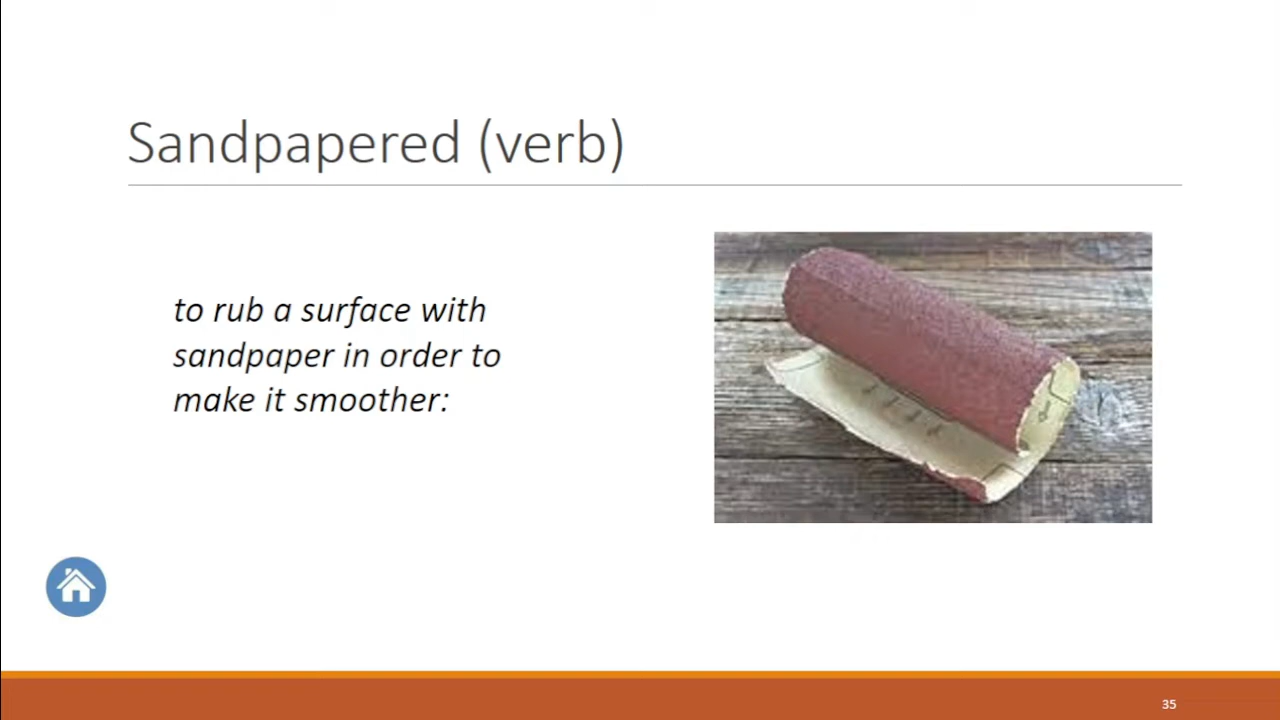 Sandpapered (verb)
to rub a surface with
sandpaper in order to
make it smoother:
35